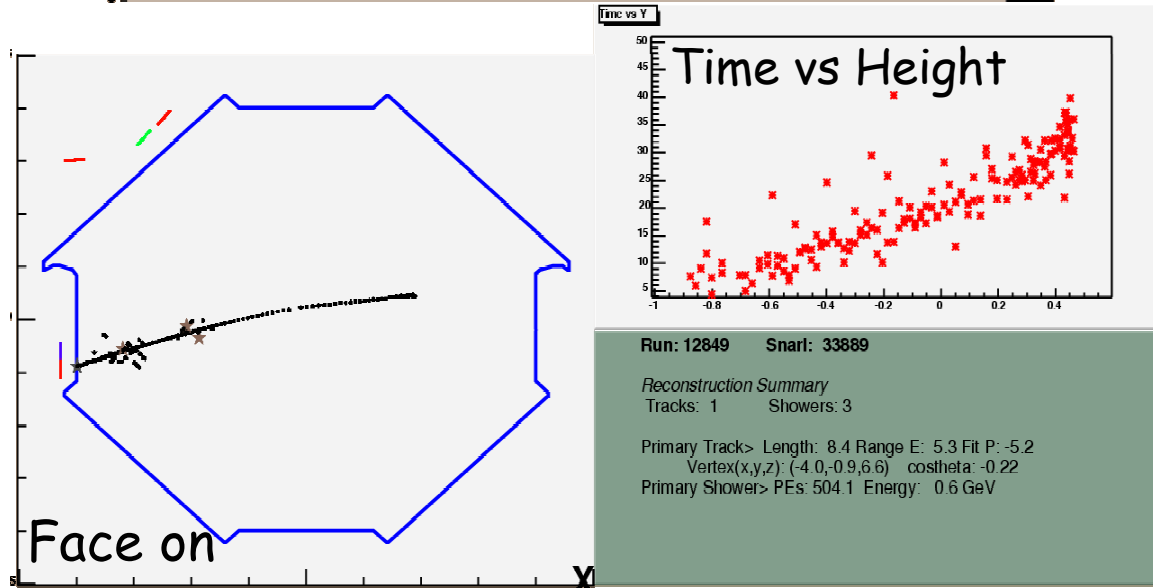 Time vs Y
Time vs Height
50
45
40
35
30
25
20
15
10
5
-1 -0.8 -0.6 -0.4 -0.2 0 0.2 0.4
Face on
X
Run: 12849 Snarl: 33889
Reconstruction Summary
Tracks: 1 Showers: 3
Primary Track> Length: 8.4 Range E: 5.3 Fit P: -5.2
Vertex(x,y,z): (-4.0,-0.9,6.6) costheta: -0.22
Primary Shower> PEs: 504.1 Energy: 0.6 GeV